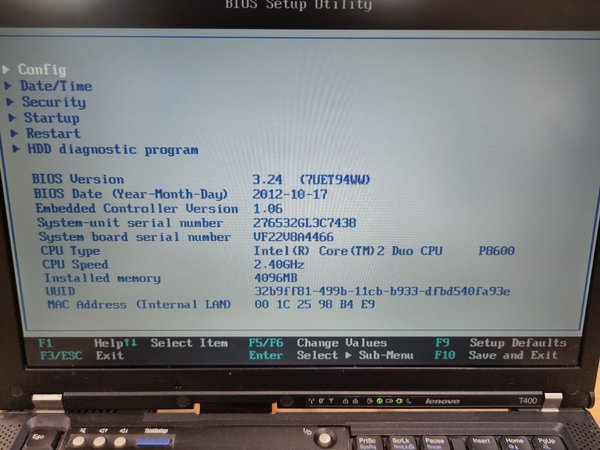 BIOS Setup Utility
Config
Date/Time
Security
Startup
Restart
HDD diagnostic program
BIOS Version 3.24 (7UET94WW)
BIOS Date (Year-Month-Day) 2012-10-17
Embedded Controller Version 1.06
System-unit serial number 276532GL3C7438
System board serial number VF22V8A4466
CPU Type Intel(R) Core(TM)2 Duo CPU P8600
CPU Speed 2.40GHz
Installed memory 4096MB
UUID 32b9ff81-499b-11cb-b933-dfbd540fa93e
MAC Address (Internal LAN) 00 1C 25 98 B4 E9
F1 Help↑↓ Select Item F5/F6 Change Values F9 Setup Defaults
F3/ESC Exit Enter Select ▶ Sub-Menu F10 Save and Exit
lenovo T400
Esc ThinkVantage PrtSc ScrLk Pause Insert Home PgUp
SysRq NmLk Break